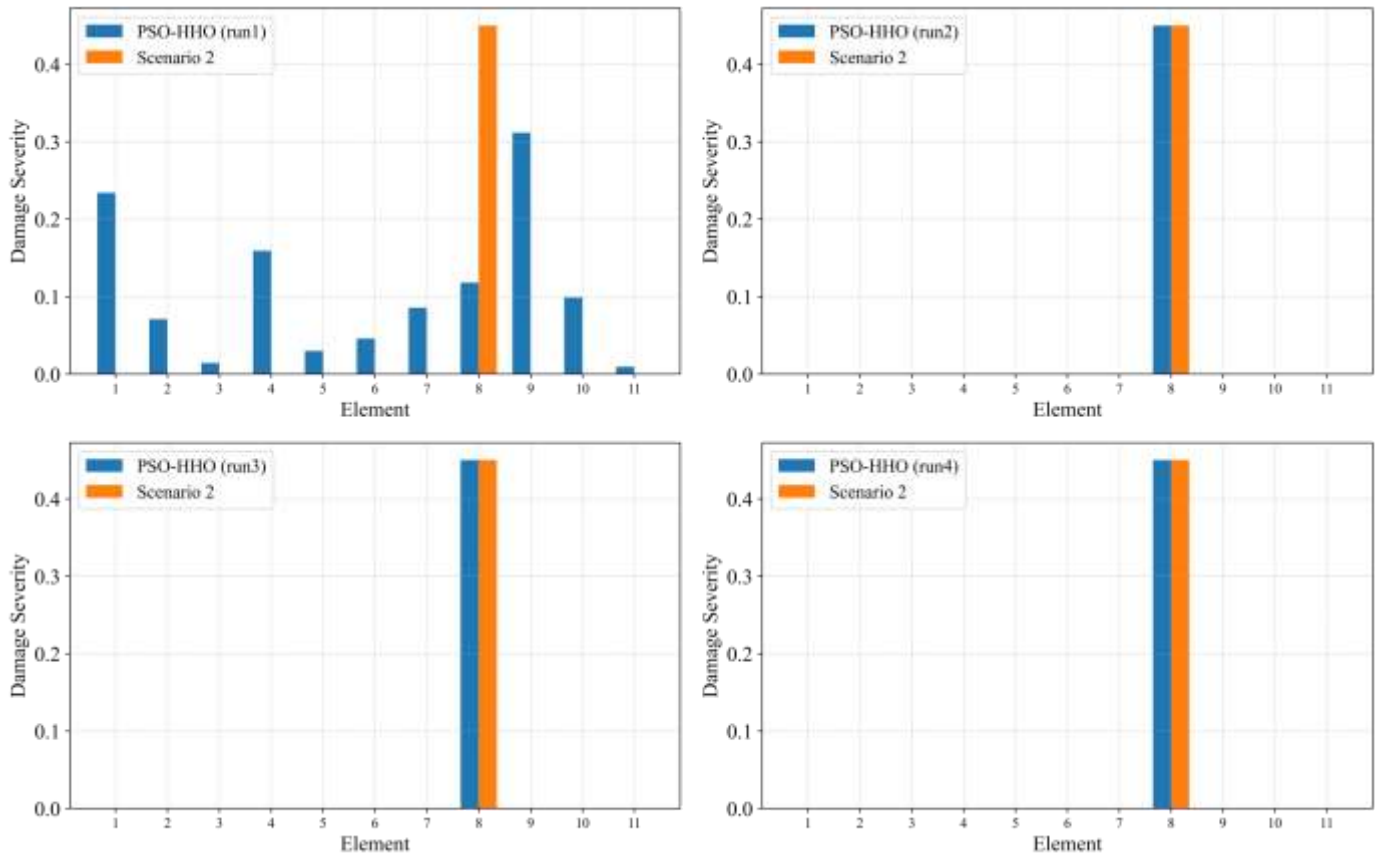 PSO-HHO (run1)
Scenario 2
Damage Severity
0.4
0.3
0.2
0.1
0.0
1 2 3 4 5 6 7 8 9 10 11
Element
PSO-HHO (run2)
Scenario 2
Damage Severity
0.4
0.3
0.2
0.1
0.0
1 2 3 4 5 6 7 8 9 10 11
Element
PSO-HHO (run3)
Scenario 2
Damage Severity
0.4
0.3
0.2
0.1
0.0
1 2 3 4 5 6 7 8 9 10 11
Element
PSO-HHO (run4)
Scenario 2
Damage Severity
0.4
0.3
0.2
0.1
0.0
1 2 3 4 5 6 7 8 9 10 11
Element